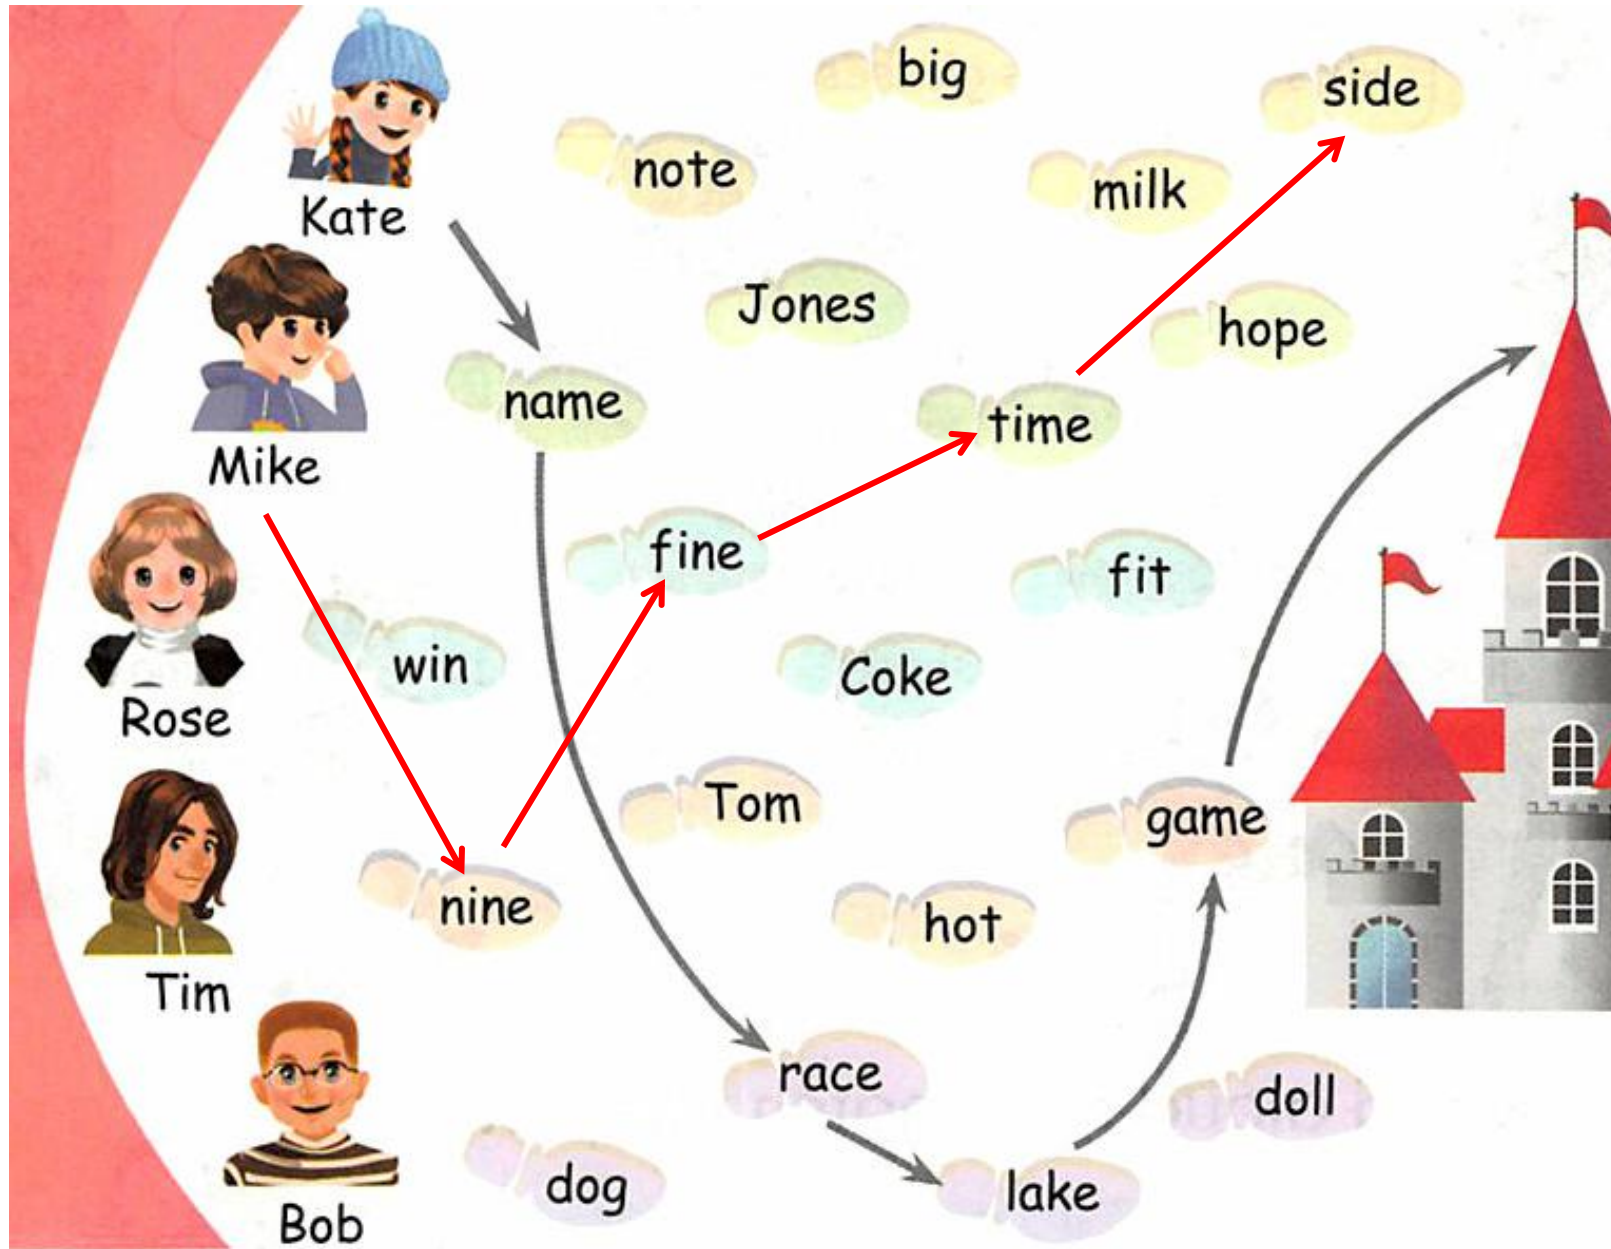 big
side
note
milk
Kate
Jones
hope
name
time
Mike
fine
fit
win
Coke
Rose
Tom
game
nine
hot
Tim
race
doll
dog
lake
Bob